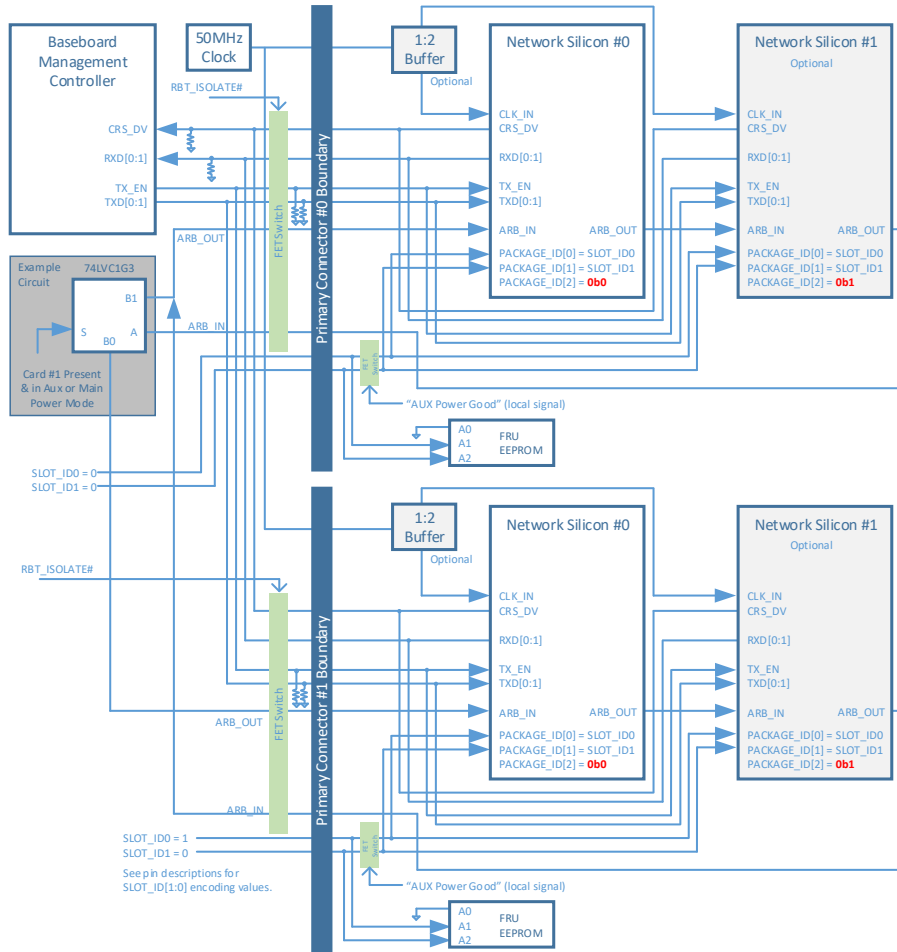 Baseboard
Management
Controller
CRS_DV
RXD[0:1]
TX_EN
TXD[0:1]
50MHz
Clock
RBT_ISOLATE#
FET Switch
Primary Connector #0 Boundary
1:2
Buffer
Optional
Network Silicon #0
CLK_IN
CRS_DV
RXD[0:1]
TX_EN
TXD[0:1]
ARB_IN ARB_OUT
PACKAGE_ID[0] = SLOT_ID0
PACKAGE_ID[1] = SLOT_ID1
PACKAGE_ID[2] = 0b0
Network Silicon #1
Optional
CLK_IN
CRS_DV
RXD[0:1]
TX_EN
TXD[0:1]
ARB_IN ARB_OUT
PACKAGE_ID[0] = SLOT_ID0
PACKAGE_ID[1] = SLOT_ID1
PACKAGE_ID[2] = 0b1
ARB_OUT
Example
Circuit
74LVC1G3
B1
S A
B0
Card #1 Present
& in Aux or Main
Power Mode
ARB_IN
FET
Switch
"AUX Power Good" (local signal)
A0
A1
A2
FRU
EEPROM
SLOT_ID0 = 0
SLOT_ID1 = 0
RBT_ISOLATE#
FET Switch
Primary Connector #1 Boundary
1:2
Buffer
Optional
Network Silicon #0
CLK_IN
CRS_DV
RXD[0:1]
TX_EN
TXD[0:1]
ARB_IN ARB_OUT
PACKAGE_ID[0] = SLOT_ID0
PACKAGE_ID[1] = SLOT_ID1
PACKAGE_ID[2] = 0b0
Network Silicon #1
Optional
CLK_IN
CRS_DV
RXD[0:1]
TX_EN
TXD[0:1]
ARB_IN ARB_OUT
PACKAGE_ID[0] = SLOT_ID0
PACKAGE_ID[1] = SLOT_ID1
PACKAGE_ID[2] = 0b1
ARB_OUT
ARB_IN
SLOT_ID0 = 1
SLOT_ID1 = 0
See pin descriptions for
SLOT_ID[1:0] encoding values.
FET
Switch
"AUX Power Good" (local signal)
A0
A1
A2
FRU
EEPROM